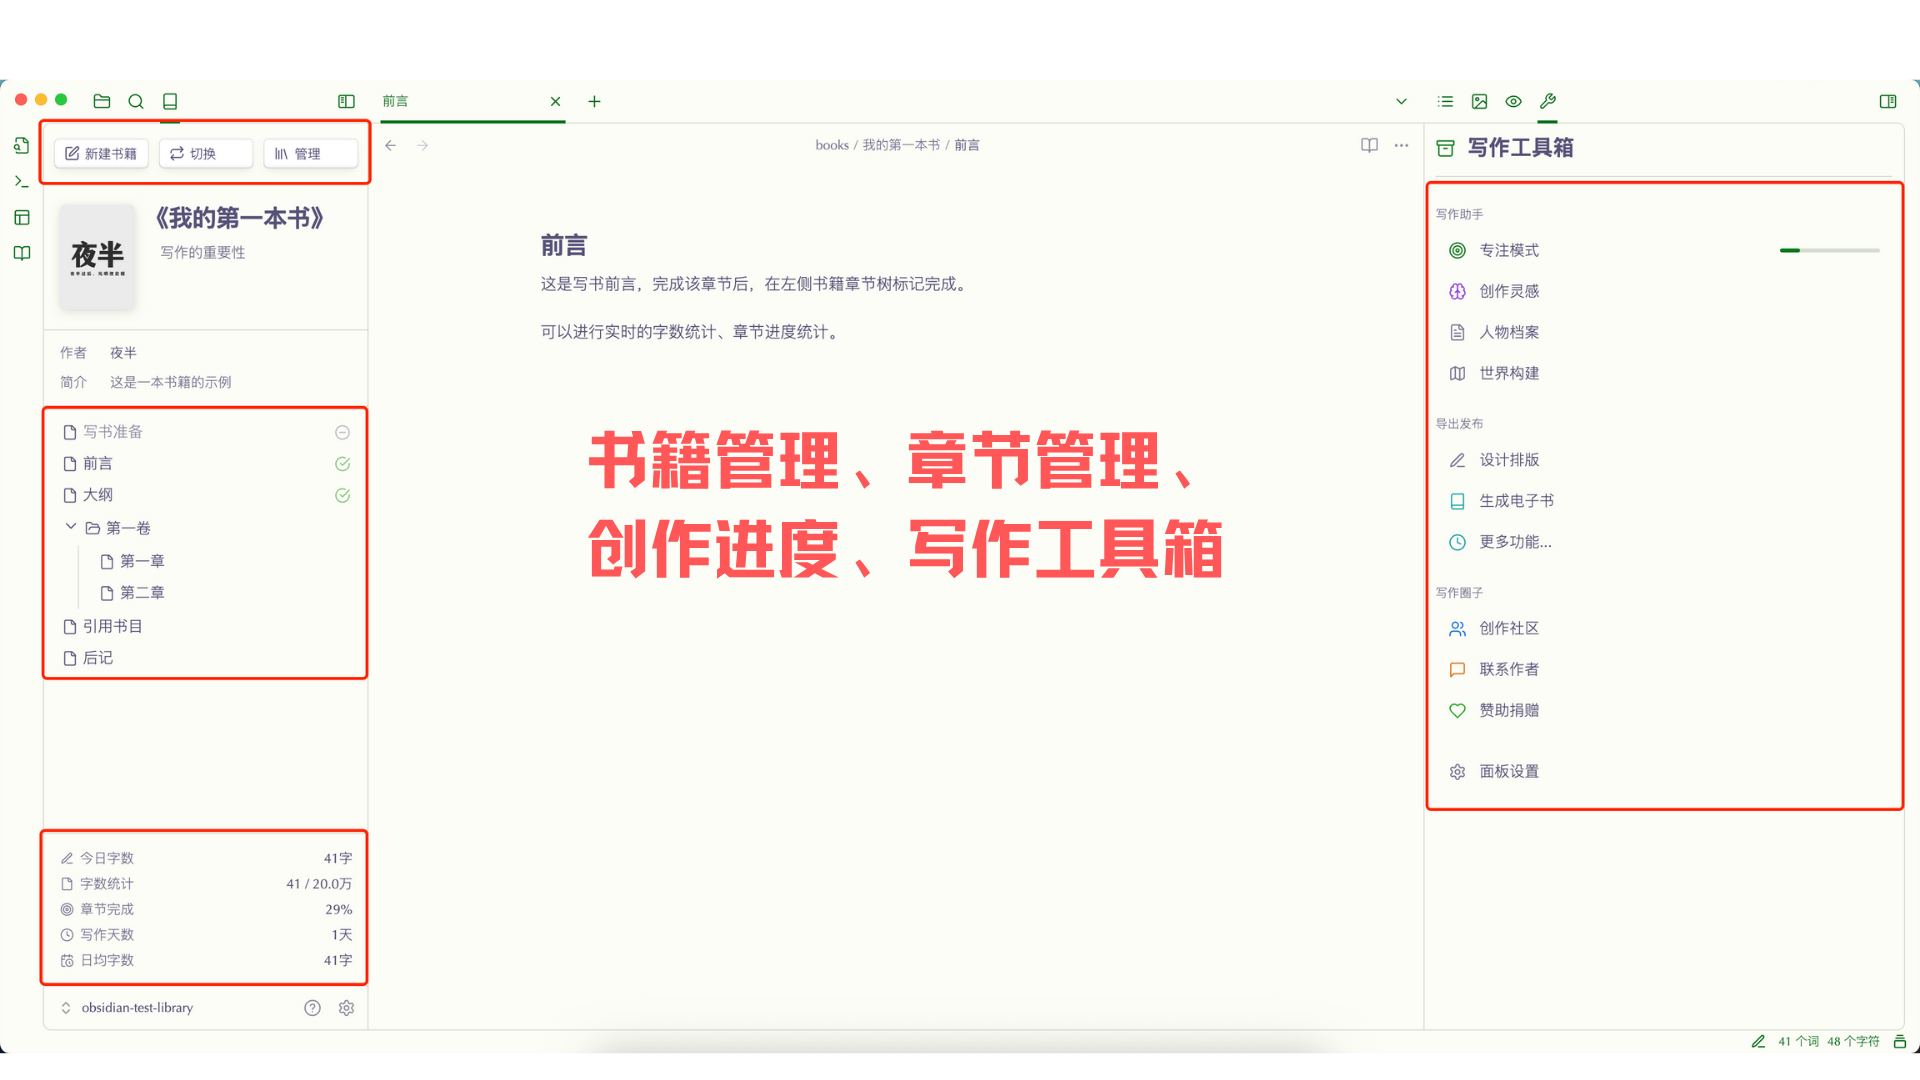 前言
新建书籍
切换
管理
《我的第一本书》
写作的重要性
夜半
作者 夜半
简介 这是一本书籍的示例
写书准备
前言
大纲
第一卷
第一章
第二章
引用书目
后记
今日字数 41字
字数统计 41 / 20.0万
章节完成 29%
写作天数 1天
日均字数 41字
obsidian-test-library
books / 我的第一本书 / 前言
前言
这是写书前言，完成该章节后，在左侧书籍章节树标记完成。
可以进行实时的字数统计、章节进度统计。
书籍管理、章节管理、
创作进度、写作工具箱
写作工具箱
写作助手
专注模式
创作灵感
人物档案
世界构建
导出发布
设计排版
生成电子书
更多功能...
写作圈子
创作社区
联系作者
赞助捐赠
面板设置
41 个词 48 个字符